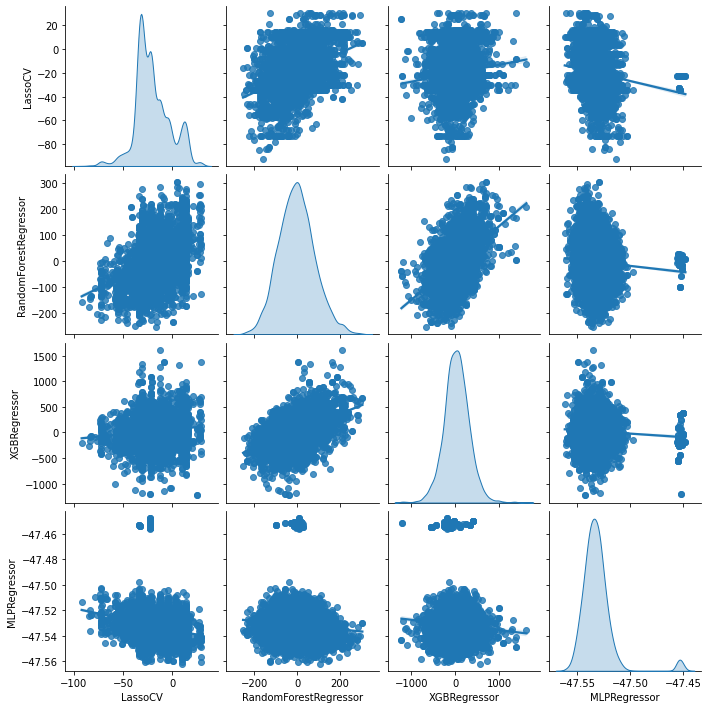 20
0
−20
−40
−60
−80
LassoCV
300
200
100
0
−100
−200
RandomForestRegressor
1500
1000
500
0
−500
−1000
XGBRegressor
−47.46
−47.48
−47.50
−47.52
−47.54
−47.56
MLPRegressor
−100 −50 0
LassoCV
−200 0 200
RandomForestRegressor
−1000 0 1000
XGBRegressor
−47.55 −47.50 −47.45
MLPRegressor